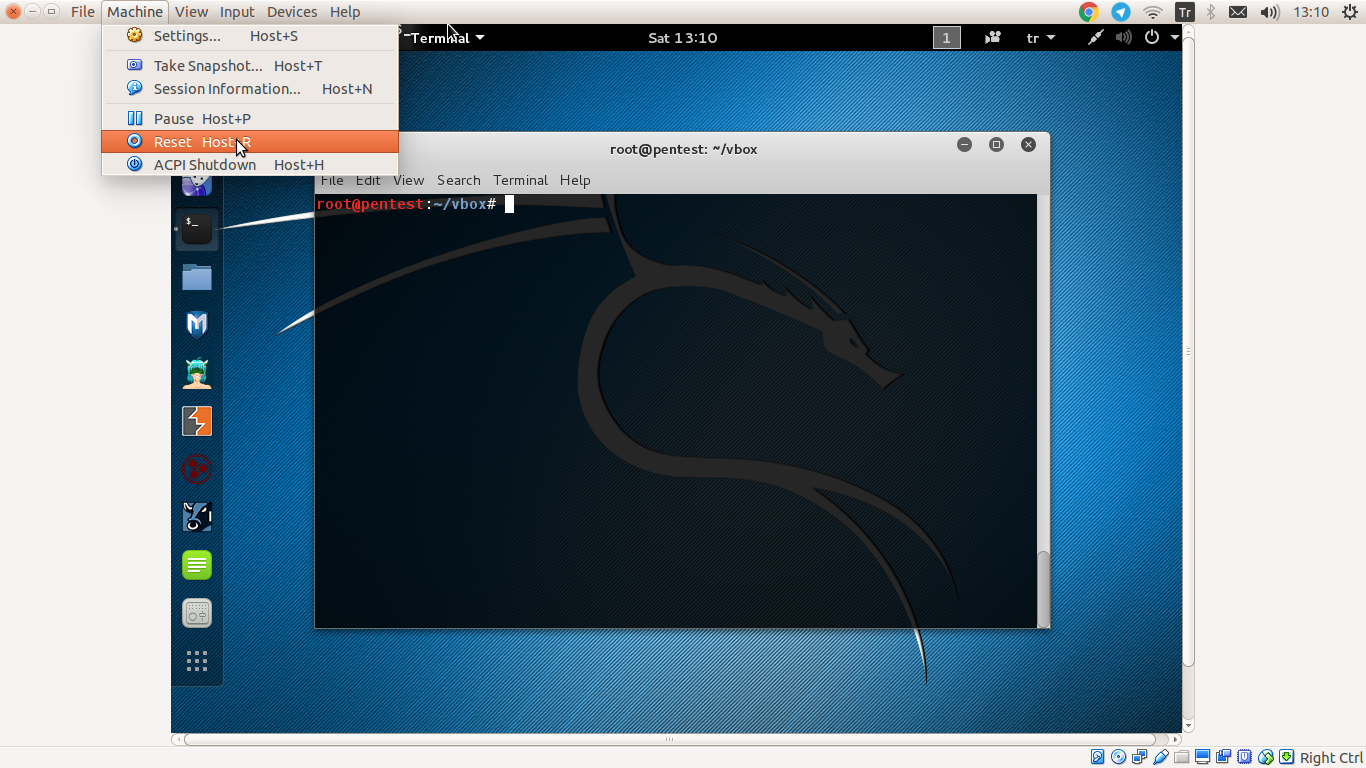 File Machine View Input Devices Help Tr 13:10
Settings... Host+S
Take Snapshot... Host+T
Session Information... Host+N
Pause Host+P
Reset Host+R
ACPI Shutdown Host+H
Terminal Sat 13:10 1 tr
root@pentest: ~/vbox
File Edit View Search Terminal Help
root@pentest:~/vbox#
$_
Right Ctrl